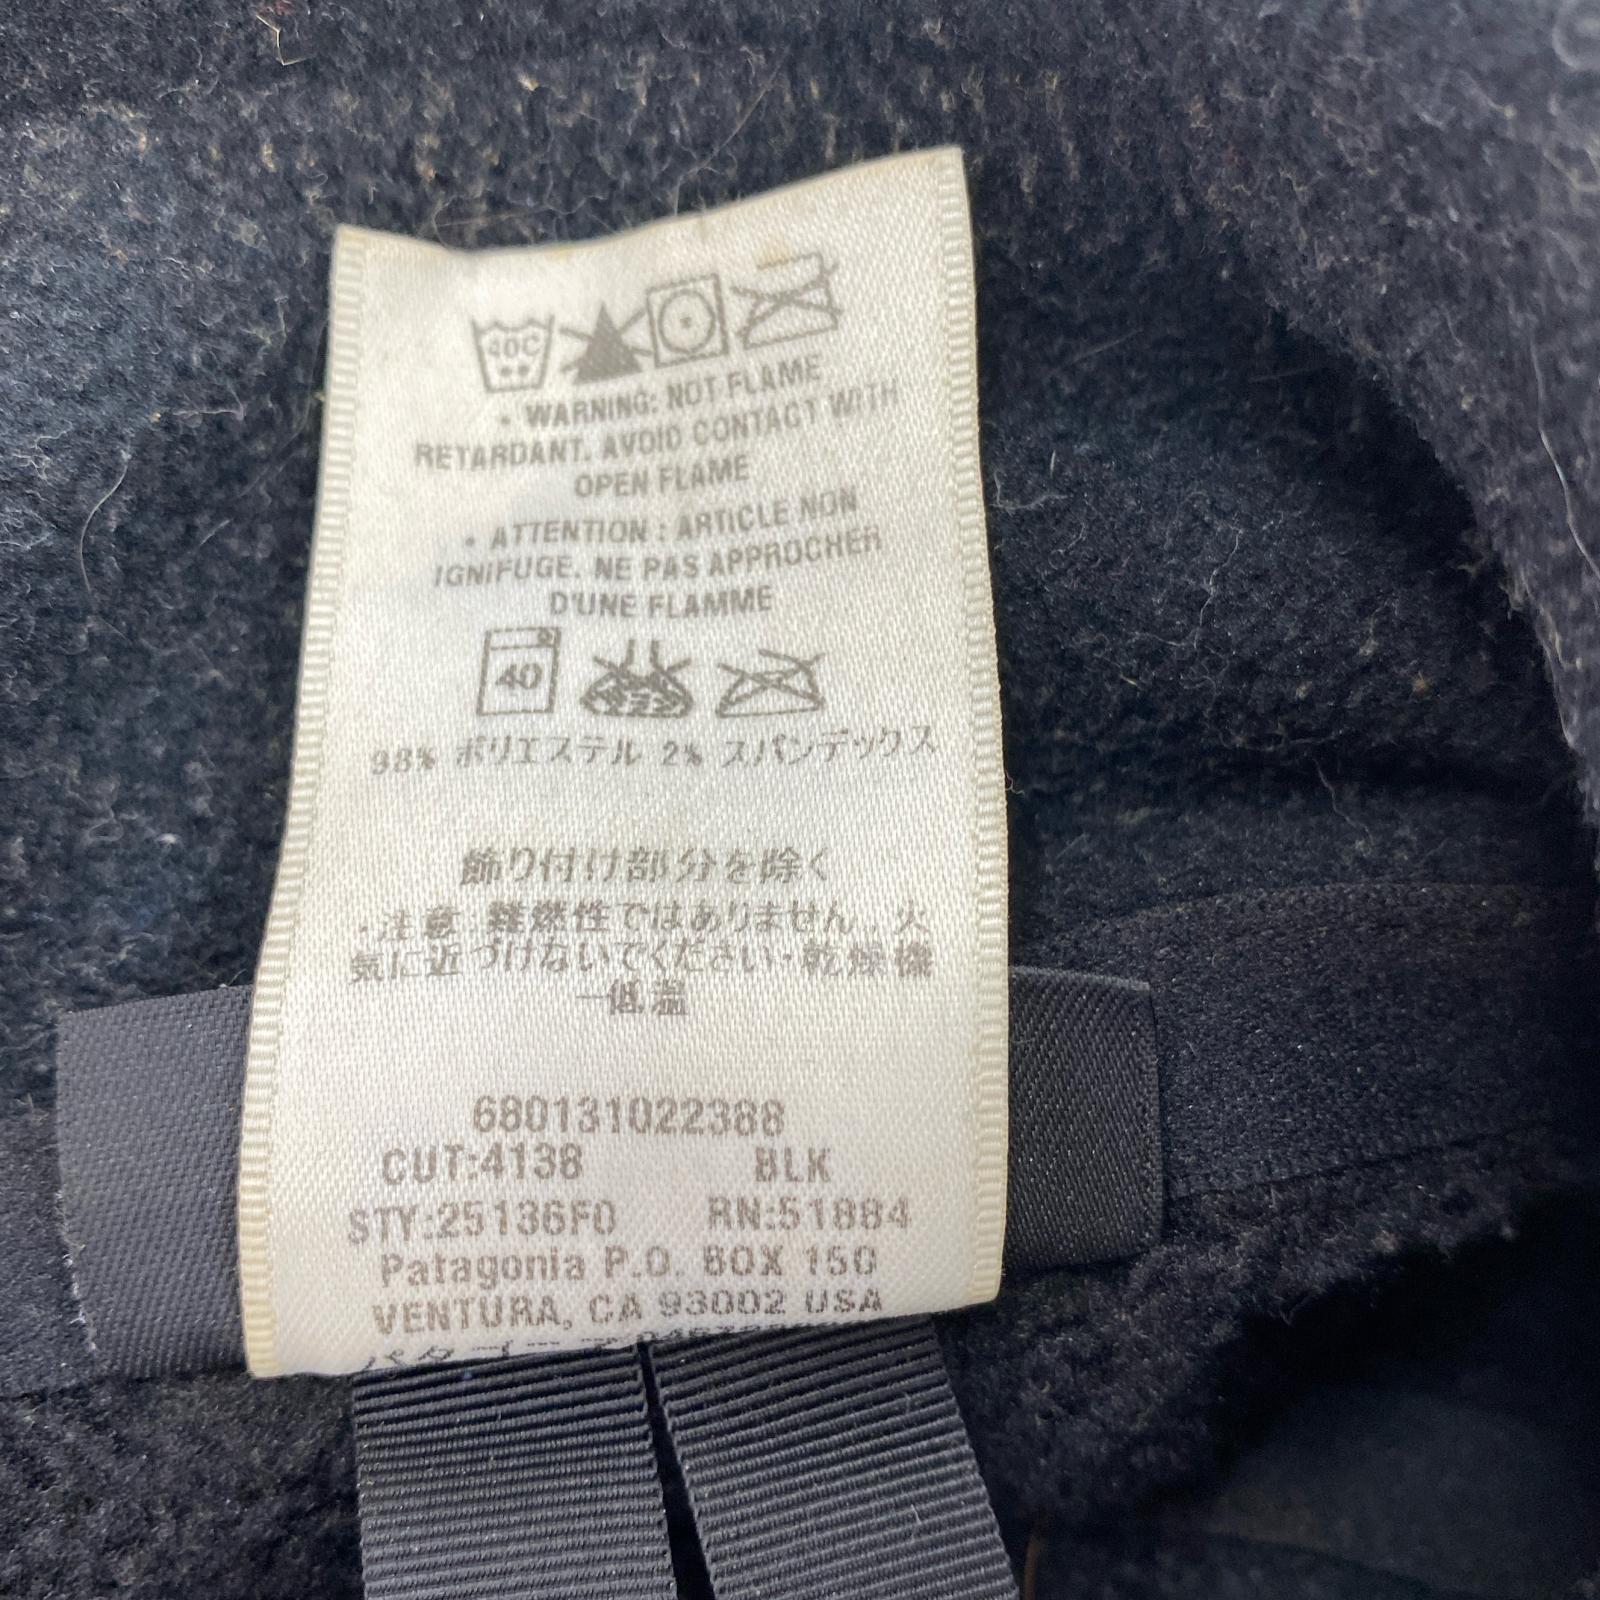 40C
• WARNING: NOT FLAME
RETARDANT. AVOID CONTACT WITH
OPEN FLAME
• ATTENTION : ARTICLE NON
IGNIFUGE. NE PAS APPROCHER
D'UNE FLAMME
40
98% ポリエステル 2% スパンデックス
飾り付け部分を除く
・注意：難燃性ではありません。火
気に近づけないでください・乾燥機
—低温
680131022388
CUT:4138 BLK
STY:25136F0 RN:51884
Patagonia P.O. BOX 150
VENTURA, CA 93002 USA